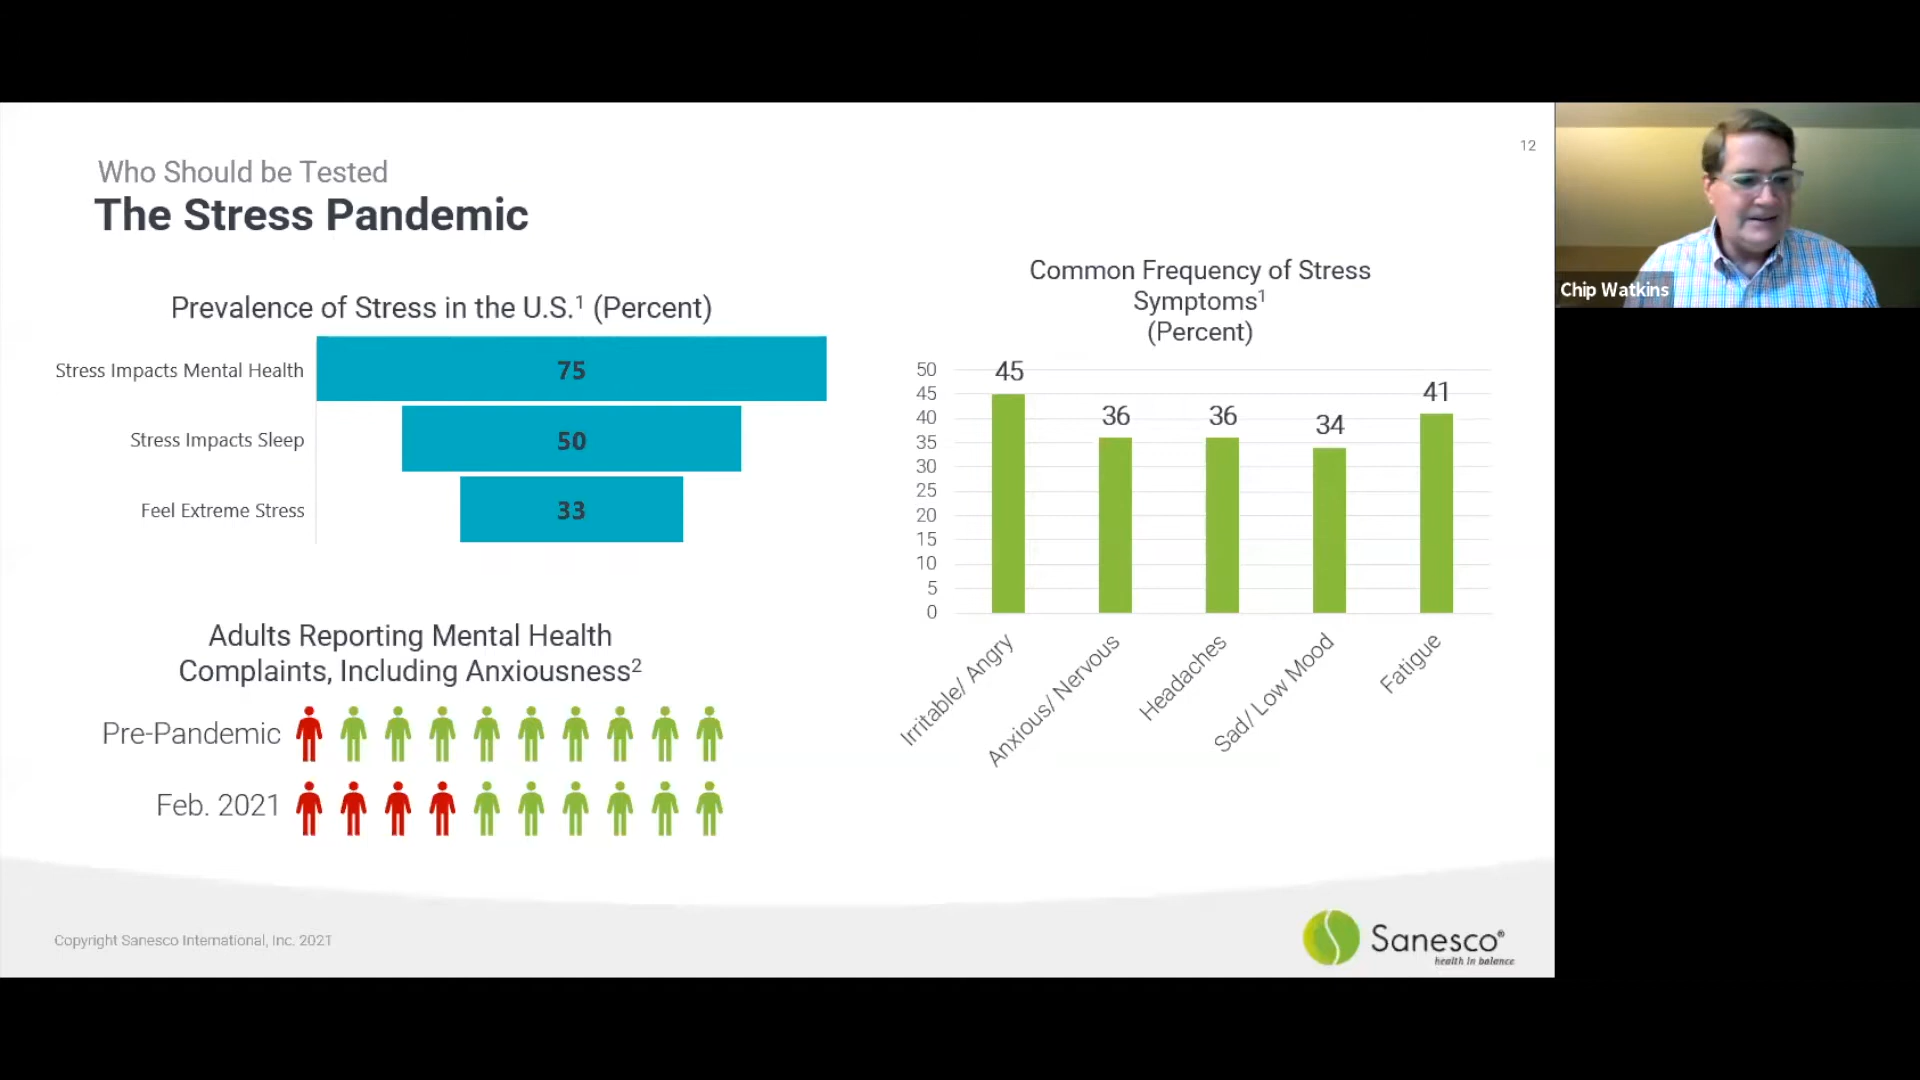 12
Who Should be Tested
The Stress Pandemic
Prevalence of Stress in the U.S.¹ (Percent)
Stress Impacts Mental Health
75
Stress Impacts Sleep
50
Feel Extreme Stress
33
Adults Reporting Mental Health
Complaints, Including Anxiousness²
Pre-Pandemic
Feb. 2021
Common Frequency of Stress
Symptoms¹
(Percent)
50
45
40
35
30
25
20
15
10
5
0
45
36
36
34
41
Irritable/ Angry
Anxious/ Nervous
Headaches
Sad/ Low Mood
Fatigue
Chip Watkins
Copyright Sanesco International, Inc. 2021
Sanesco®
health in balance